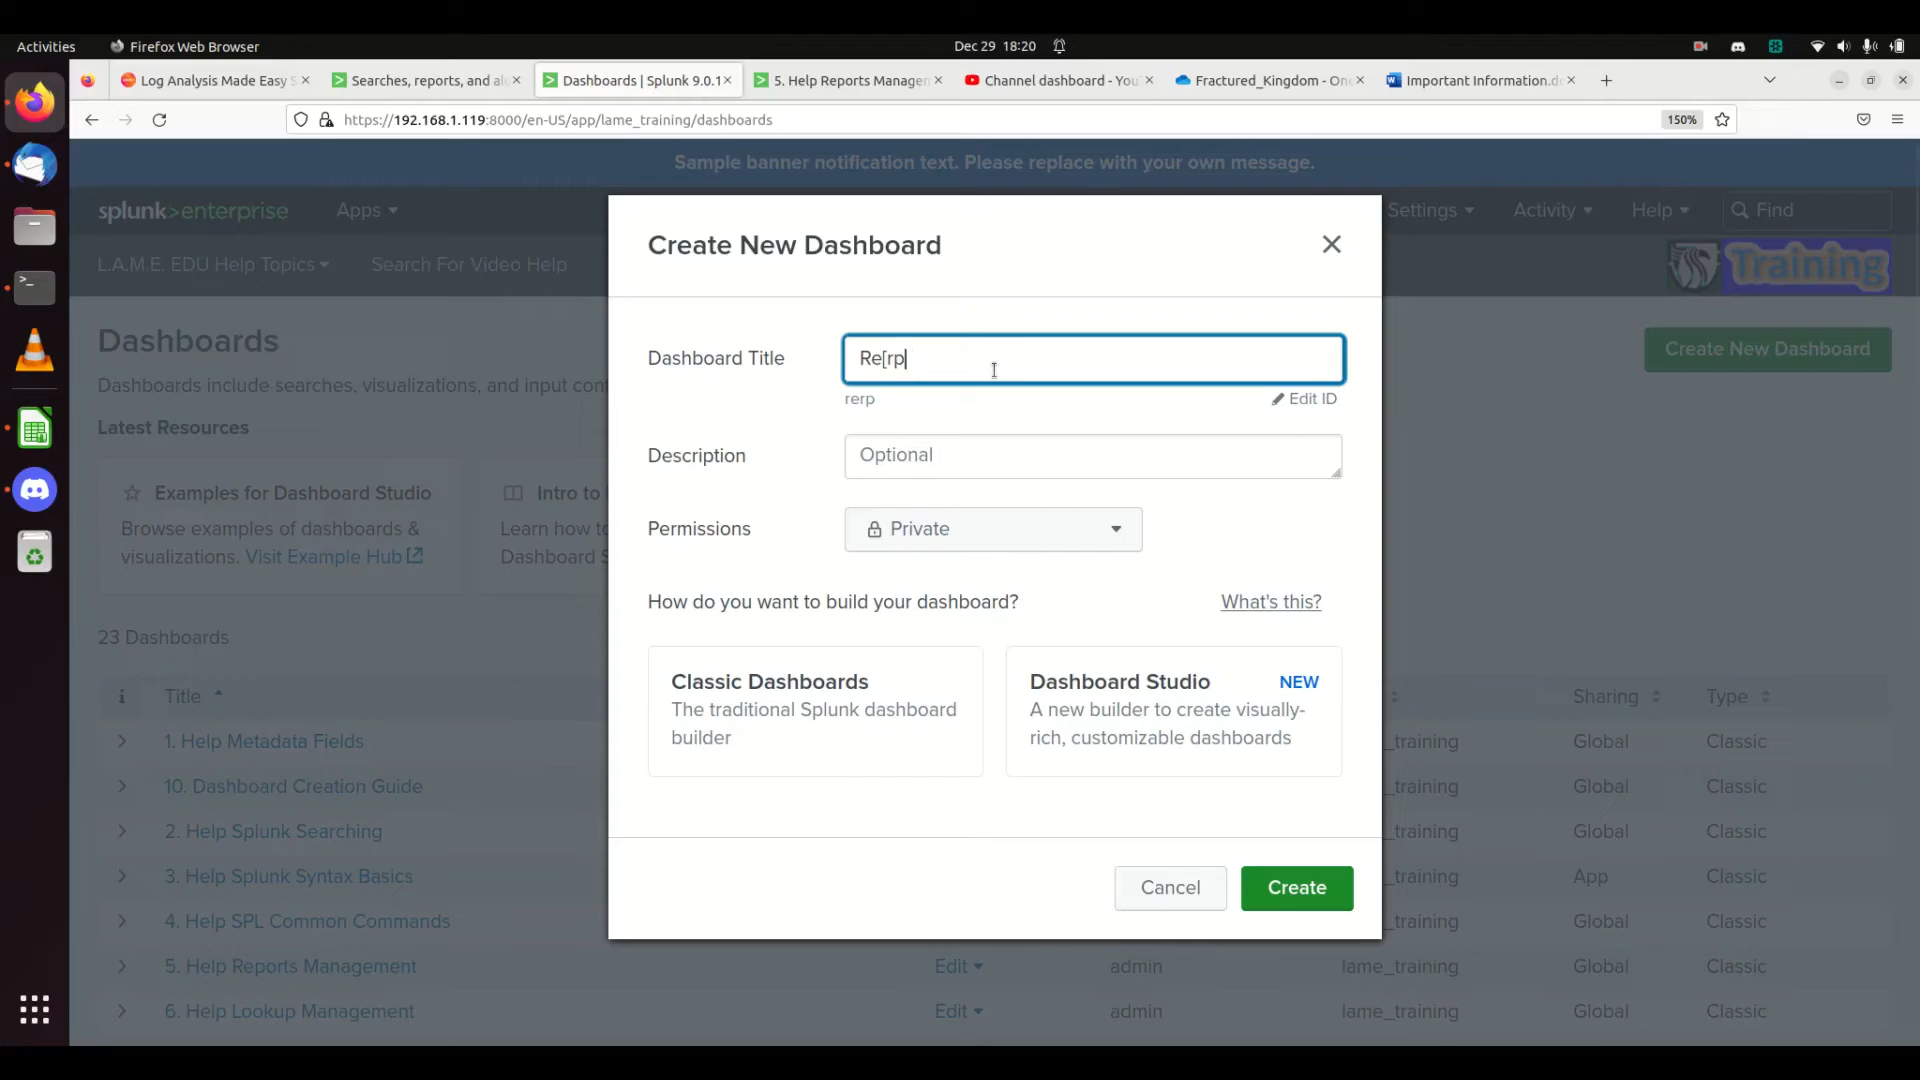 Activities Firefox Web Browser Dec 29 18:20
Log Analysis Made Easy S Searches, reports, and ale Dashboards | Splunk 9.0.1 5. Help Reports Managem Channel dashboard - You Fractured_Kingdom - One Important Information.do
https://192.168.1.119:8000/en-US/app/lame_training/dashboards 150%
Sample banner notification text. Please replace with your own message.
splunk>enterprise Apps Settings Activity Help Find
L.A.M.E. EDU Help Topics Search For Video Help Training
Create New Dashboard
Dashboards
Create New Dashboard
Dashboards include searches, visualizations, and input con
Latest Resources
Examples for Dashboard Studio
Browse examples of dashboards &
visualizations. Visit Example Hub
Intro to
Learn how to
Dashboard S
23 Dashboards
i Title Sharing Type
1. Help Metadata Fields _training Global Classic
10. Dashboard Creation Guide _training Global Classic
2. Help Splunk Searching _training Global Classic
3. Help Splunk Syntax Basics _training App Classic
4. Help SPL Common Commands _training Global Classic
5. Help Reports Management Edit admin lame_training Global Classic
6. Help Lookup Management Edit admin lame_training Global Classic
Dashboard Title Re[rp
rerp Edit ID
Description Optional
Permissions Private
How do you want to build your dashboard? What's this?
Classic Dashboards
The traditional Splunk dashboard
builder
Dashboard Studio NEW
A new builder to create visually-
rich, customizable dashboards
Cancel Create